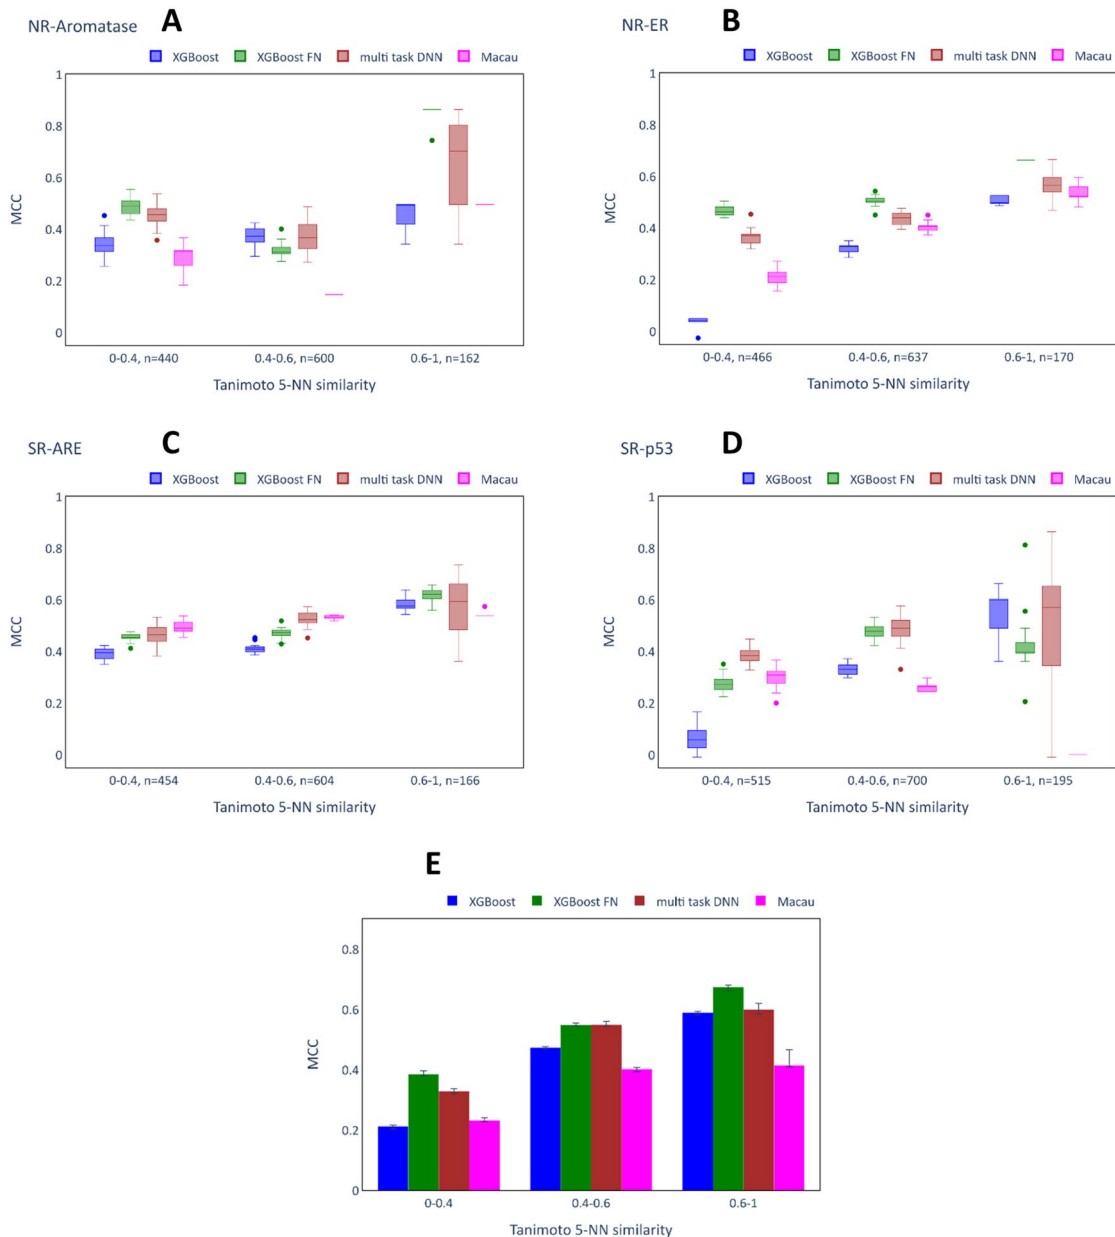 A
NR-Aromatase
XGBoost XGBoost FN multi task DNN Macau
1
0.8
0.6
0.4
0.2
0
MCC
0-0.4, n=440 0.4-0.6, n=600 0.6-1, n=162
Tanimoto 5-NN similarity
B
NR-ER
XGBoost XGBoost FN multi task DNN Macau
1
0.8
0.6
0.4
0.2
0
MCC
0-0.4, n=466 0.4-0.6, n=637 0.6-1, n=170
Tanimoto 5-NN similarity
C
SR-ARE
XGBoost XGBoost FN multi task DNN Macau
1
0.8
0.6
0.4
0.2
0
MCC
0-0.4, n=454 0.4-0.6, n=604 0.6-1, n=166
Tanimoto 5-NN similarity
D
SR-p53
XGBoost XGBoost FN multi task DNN Macau
1
0.8
0.6
0.4
0.2
0
MCC
0-0.4, n=515 0.4-0.6, n=700 0.6-1, n=195
Tanimoto 5-NN similarity
E
XGBoost XGBoost FN multi task DNN Macau
0.8
0.6
0.4
0.2
0
MCC
0-0.4 0.4-0.6 0.6-1
Tanimoto 5-NN similarity